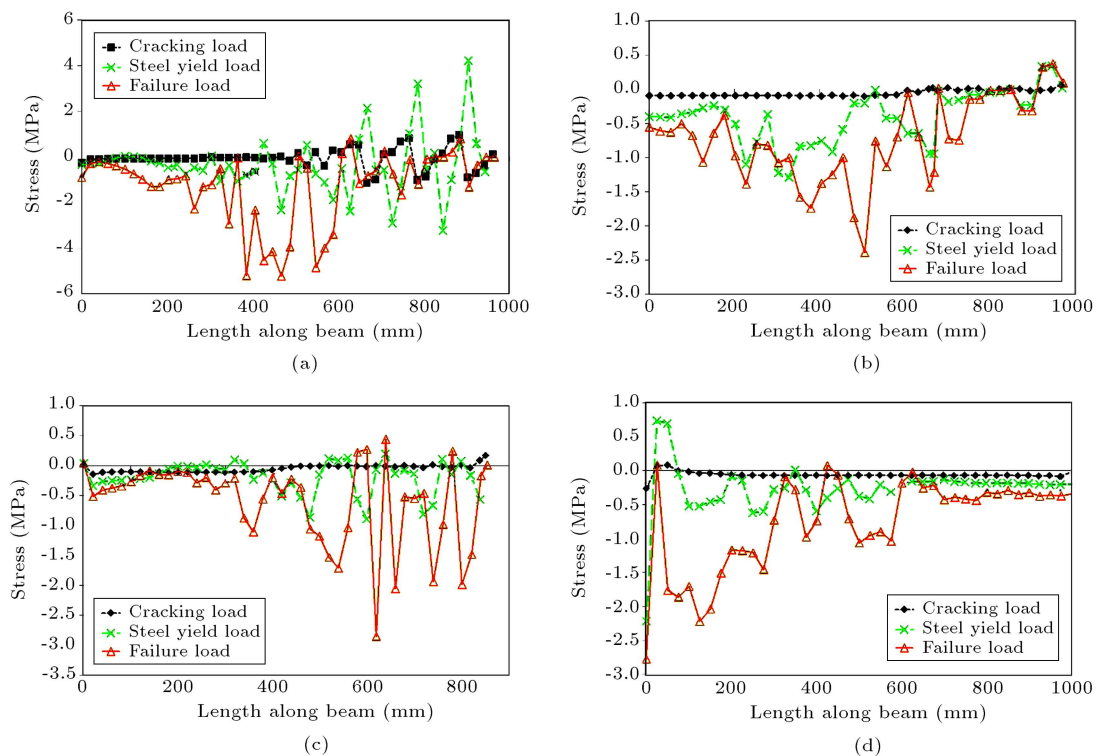 6
4
2
0
2
4
-6
Stress (MPa)
Cracking load
Steel yield load
Failure load
0 200 400 600 800 1000
Length along beam (mm)
(a)
1.0
0.5
0.0
-0.5
-1.0
-1.5
-2.0
-2.5
-3.0
Stress (MPa)
Cracking load
Steel yield load
Failure load
0 200 400 600 800 1000
Length along beam (mm)
(b)
1.0
0.5
0.0
-0.5
-1.0
-1.5
-2.0
-2.5
-3.0
-3.5
Stress (MPa)
Cracking load
Steel yield load
Failure load
0 200 400 600 800
Length along beam (mm)
(c)
1.0
0.5
0.0
-0.5
-1.0
-1.5
-2.0
-2.5
-3.0
Stress (MPa)
Cracking load
Steel yield load
Failure load
0 200 400 600 800 1000
Length along beam (mm)
(d)